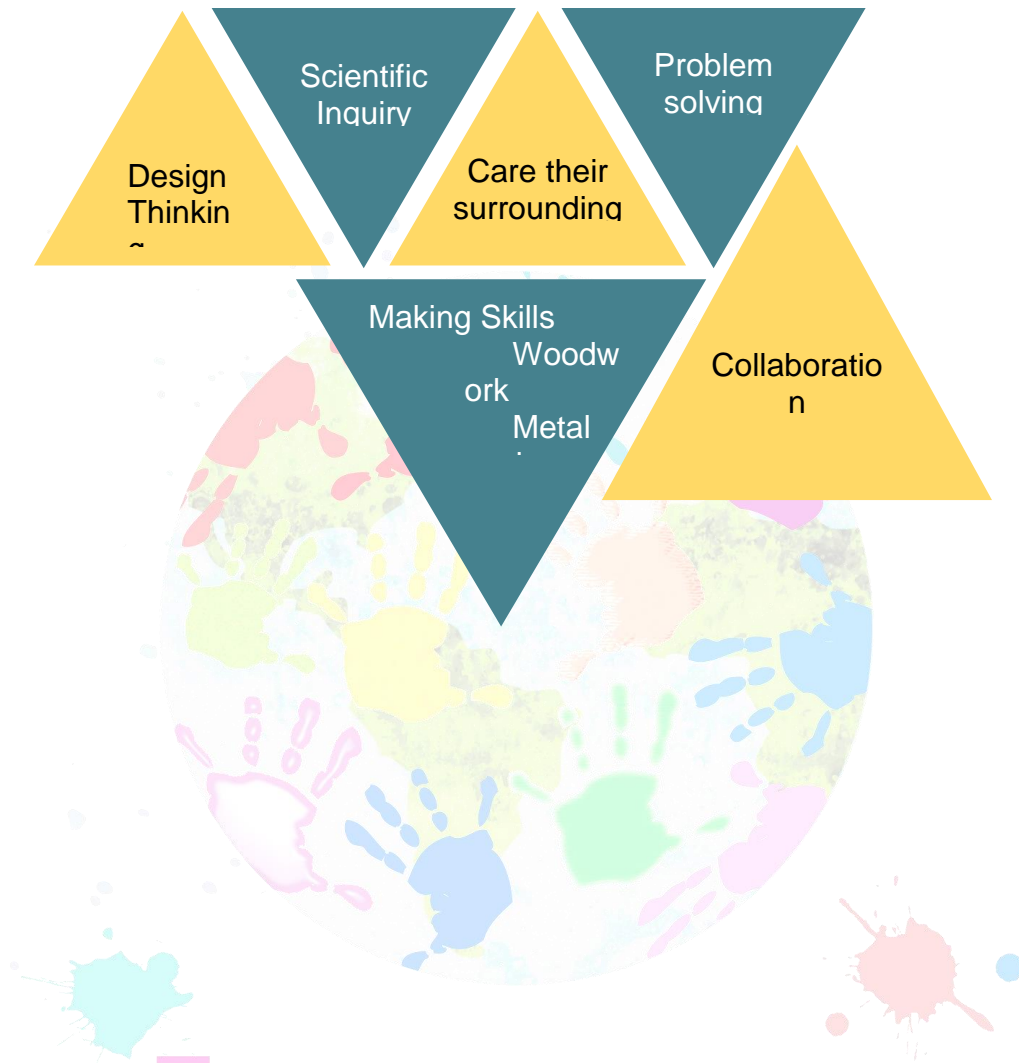 Scientific
Inquiry
Problem
solving
Design
Thinkin
g
Care their
surrounding
Making Skills
Woodw
ork
Metal
Collaboratio
n